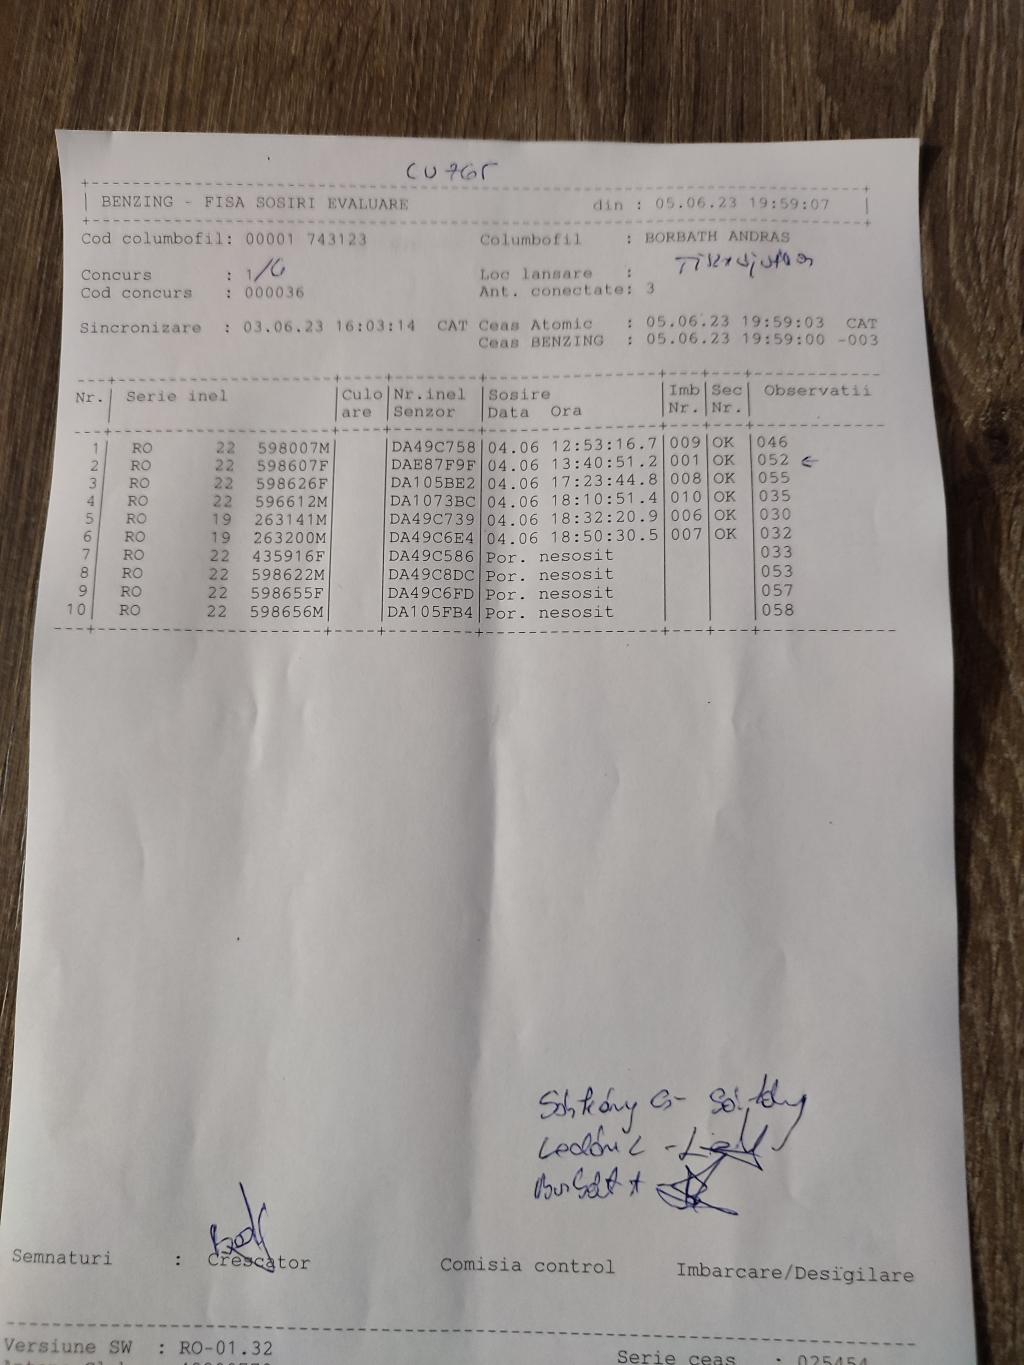 CU 765
BENZING - FISA SOSIRI EVALUARE din : 05.06.23 19:59:07
Cod columbofil: 00001 743123 Columbofil : BORBATH ANDRAS
Concurs : 1/G Loc lansare :
Cod concurs : 000036 Ant. conectate: 3
Sincronizare : 03.06.23 16:03:14 CAT Ceas Atomic : 05.06.23 19:59:03 CAT
Ceas BENZING : 05.06.23 19:59:00 -003
Nr. Serie inel Culo Nr.inel Sosire Imb Sec Observatii
are Senzor Data Ora Nr. Nr.
1 RO 22 598007M DA49C758 04.06 12:53:16.7 009 OK 046
2 RO 22 598607F DAE87F9F 04.06 13:40:51.2 001 OK 052 ←
3 RO 22 598626F DA105BE2 04.06 17:23:44.8 008 OK 055
4 RO 22 596612M DA1073BC 04.06 18:10:51.4 010 OK 035
5 RO 19 263141M DA49C739 04.06 18:32:20.9 006 OK 030
6 RO 19 263200M DA49C6E4 04.06 18:50:30.5 007 OK 032
7 RO 22 435916F DA49C586 Por. nesosit 033
8 RO 22 598622M DA49C8DC Por. nesosit 053
9 RO 22 598655F DA49C6FD Por. nesosit 057
10 RO 22 598656M DA105FB4 Por. nesosit 058
Semnaturi : Crescator Comisia control Imbarcare/Desigilare
Versiune SW : RO-01.32
Serie ceas : 025454